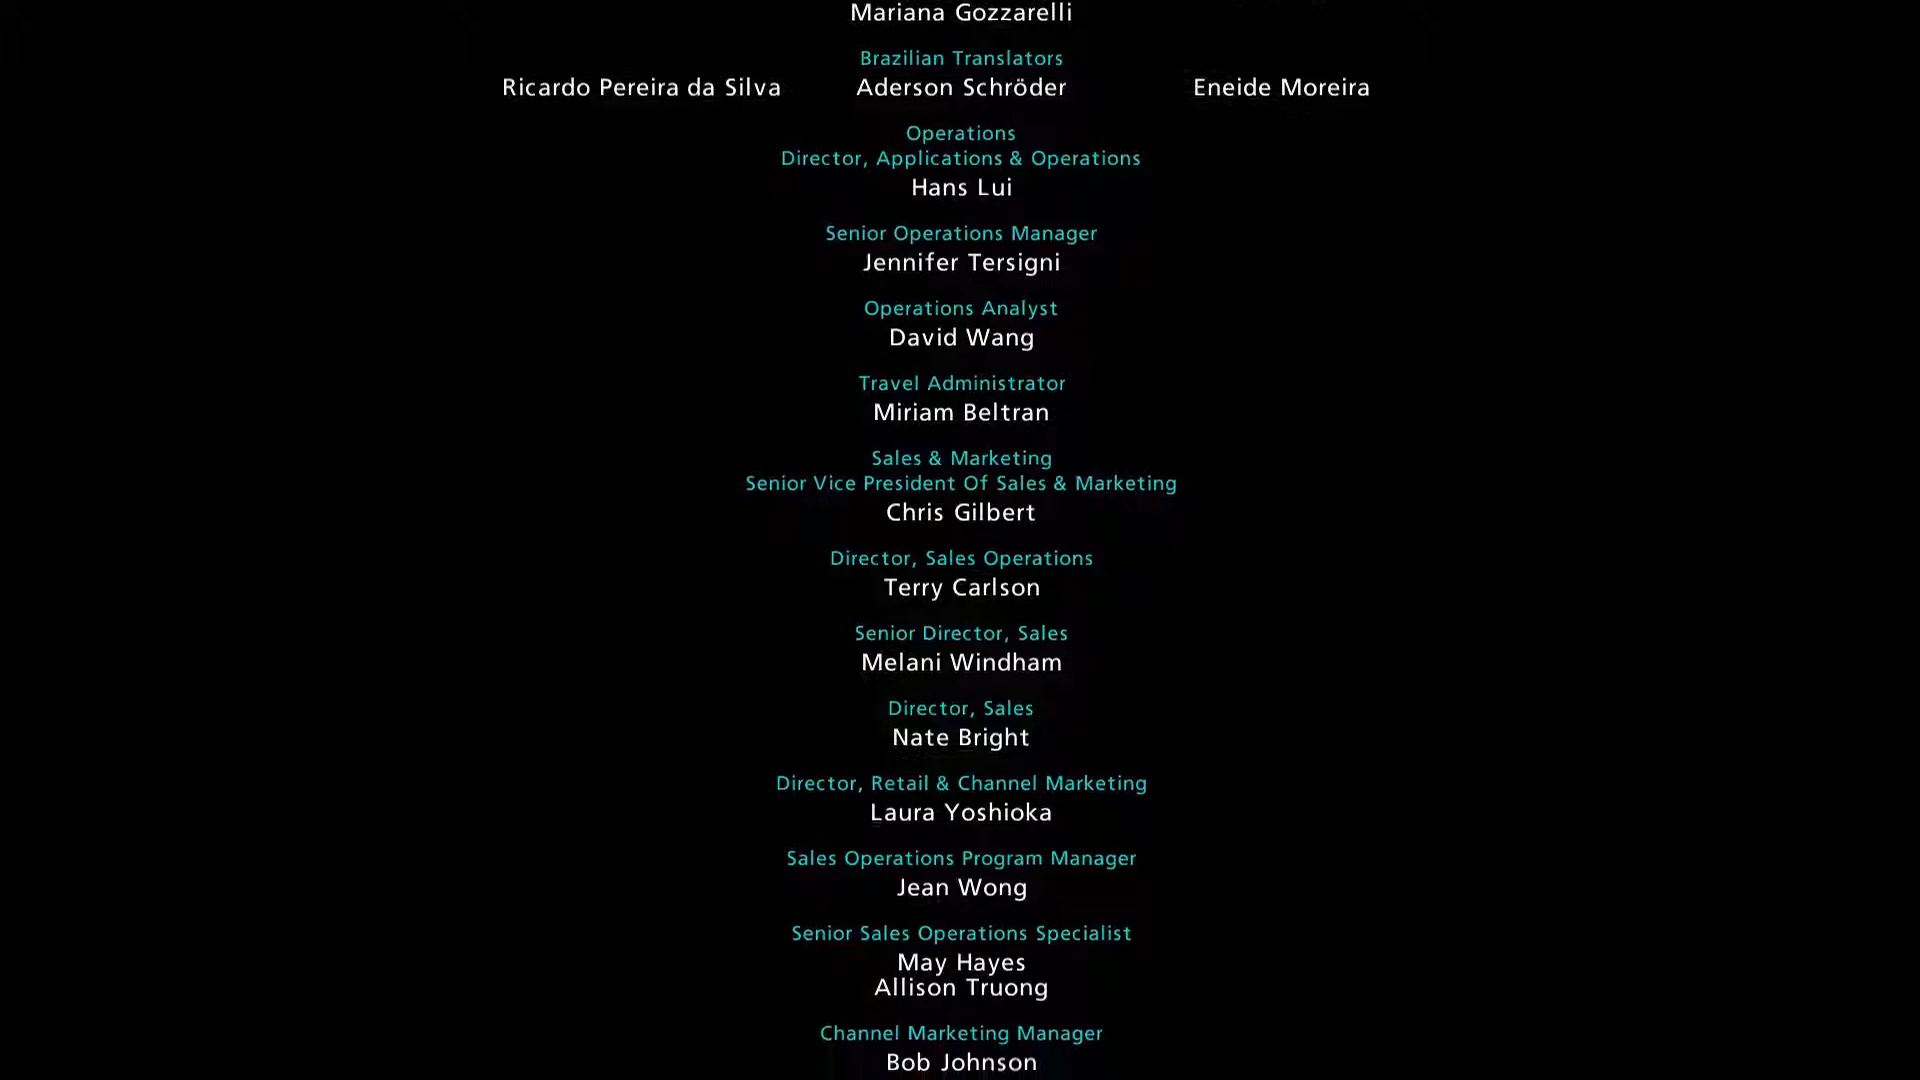 Mariana Gozzarelli
Brazilian Translators
Ricardo Pereira da Silva Aderson Schröder Eneide Moreira
Operations
Director, Applications & Operations
Hans Lui
Senior Operations Manager
Jennifer Tersigni
Operations Analyst
David Wang
Travel Administrator
Miriam Beltran
Sales & Marketing
Senior Vice President Of Sales & Marketing
Chris Gilbert
Director, Sales Operations
Terry Carlson
Senior Director, Sales
Melani Windham
Director, Sales
Nate Bright
Director, Retail & Channel Marketing
Laura Yoshioka
Sales Operations Program Manager
Jean Wong
Senior Sales Operations Specialist
May Hayes
Allison Truong
Channel Marketing Manager
Bob Johnson